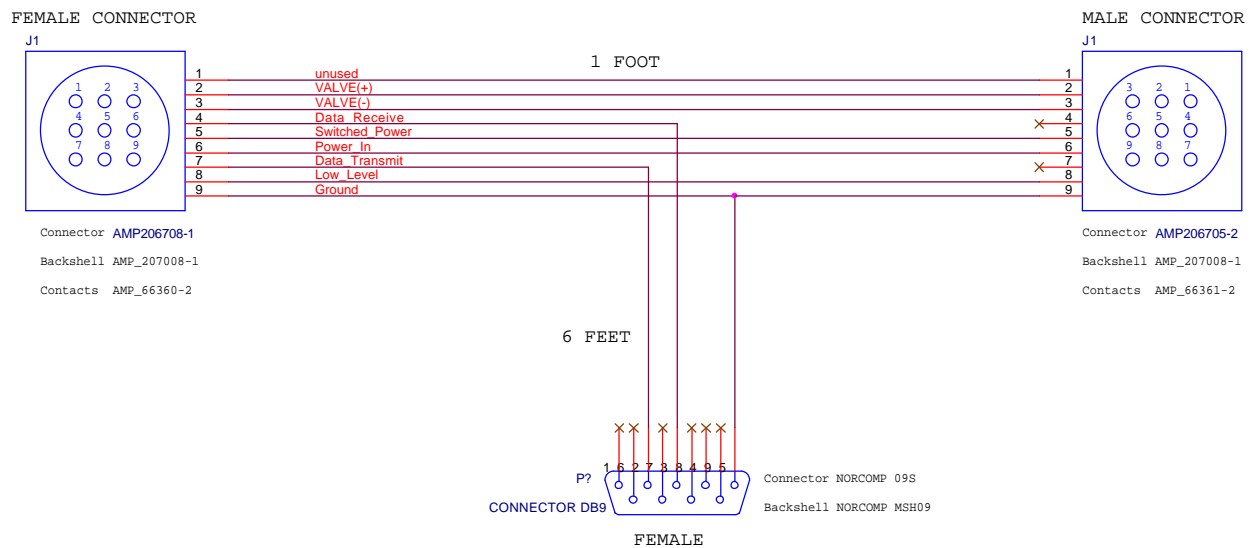 FEMALE CONNECTOR
J1
1 2 3
4 5 6
7 8 9
1 unused
2 VALVE(+)
3 VALVE(-)
4 Data_Receive
5 Switched_Power
6 Power_In
7 Data_Transmit
8 Low_Level
9 Ground
Connector AMP206708-1
Backshell AMP_207008-1
Contacts AMP_66360-2
1 FOOT
MALE CONNECTOR
J1
1
2
3
4
5
6
7
8
9
3 2 1
6 5 4
9 8 7
Connector AMP206705-2
Backshell AMP_207008-1
Contacts AMP_66361-2
6 FEET
1 6 2 7 3 8 4 9 5
P?
CONNECTOR DB9
Connector NORCOMP 09S
Backshell NORCOMP MSH09
FEMALE